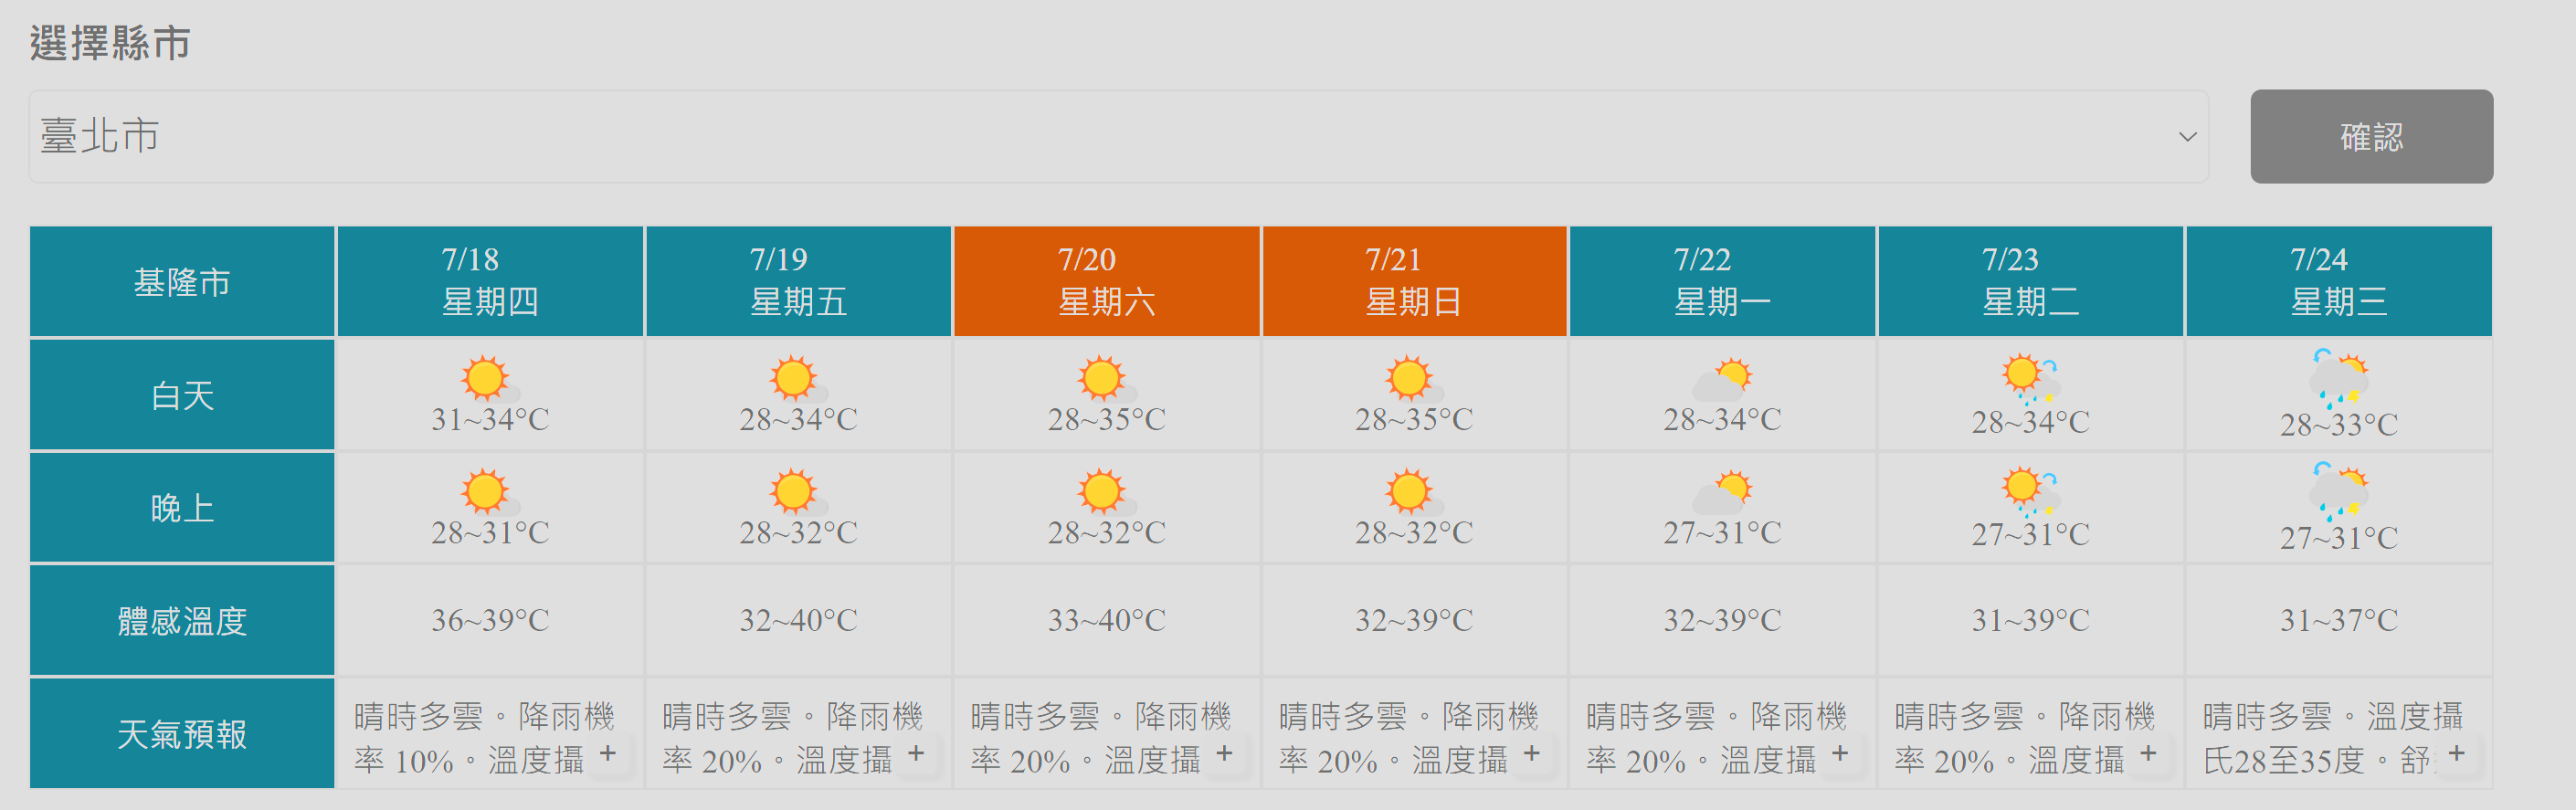 選擇縣市
臺北市
確認
基隆市
7/18
星期四
7/19
星期五
7/20
星期六
7/21
星期日
7/22
星期一
7/23
星期二
7/24
星期三
白天
31~34°C
28~34°C
28~35°C
28~35°C
28~34°C
28~34°C
28~33°C
晚上
28~31°C
28~32°C
28~32°C
28~32°C
27~31°C
27~31°C
27~31°C
體感溫度
36~39°C
32~40°C
33~40°C
32~39°C
32~39°C
31~39°C
31~37°C
天氣預報
晴時多雲。降雨機
率 10%。溫度攝 +
晴時多雲。降雨機
率 20%。溫度攝 +
晴時多雲。降雨機
率 20%。溫度攝 +
晴時多雲。降雨機
率 20%。溫度攝 +
晴時多雲。降雨機
率 20%。溫度攝 +
晴時多雲。降雨機
率 20%。溫度攝 +
晴時多雲。溫度攝
氏28至35度。舒 +